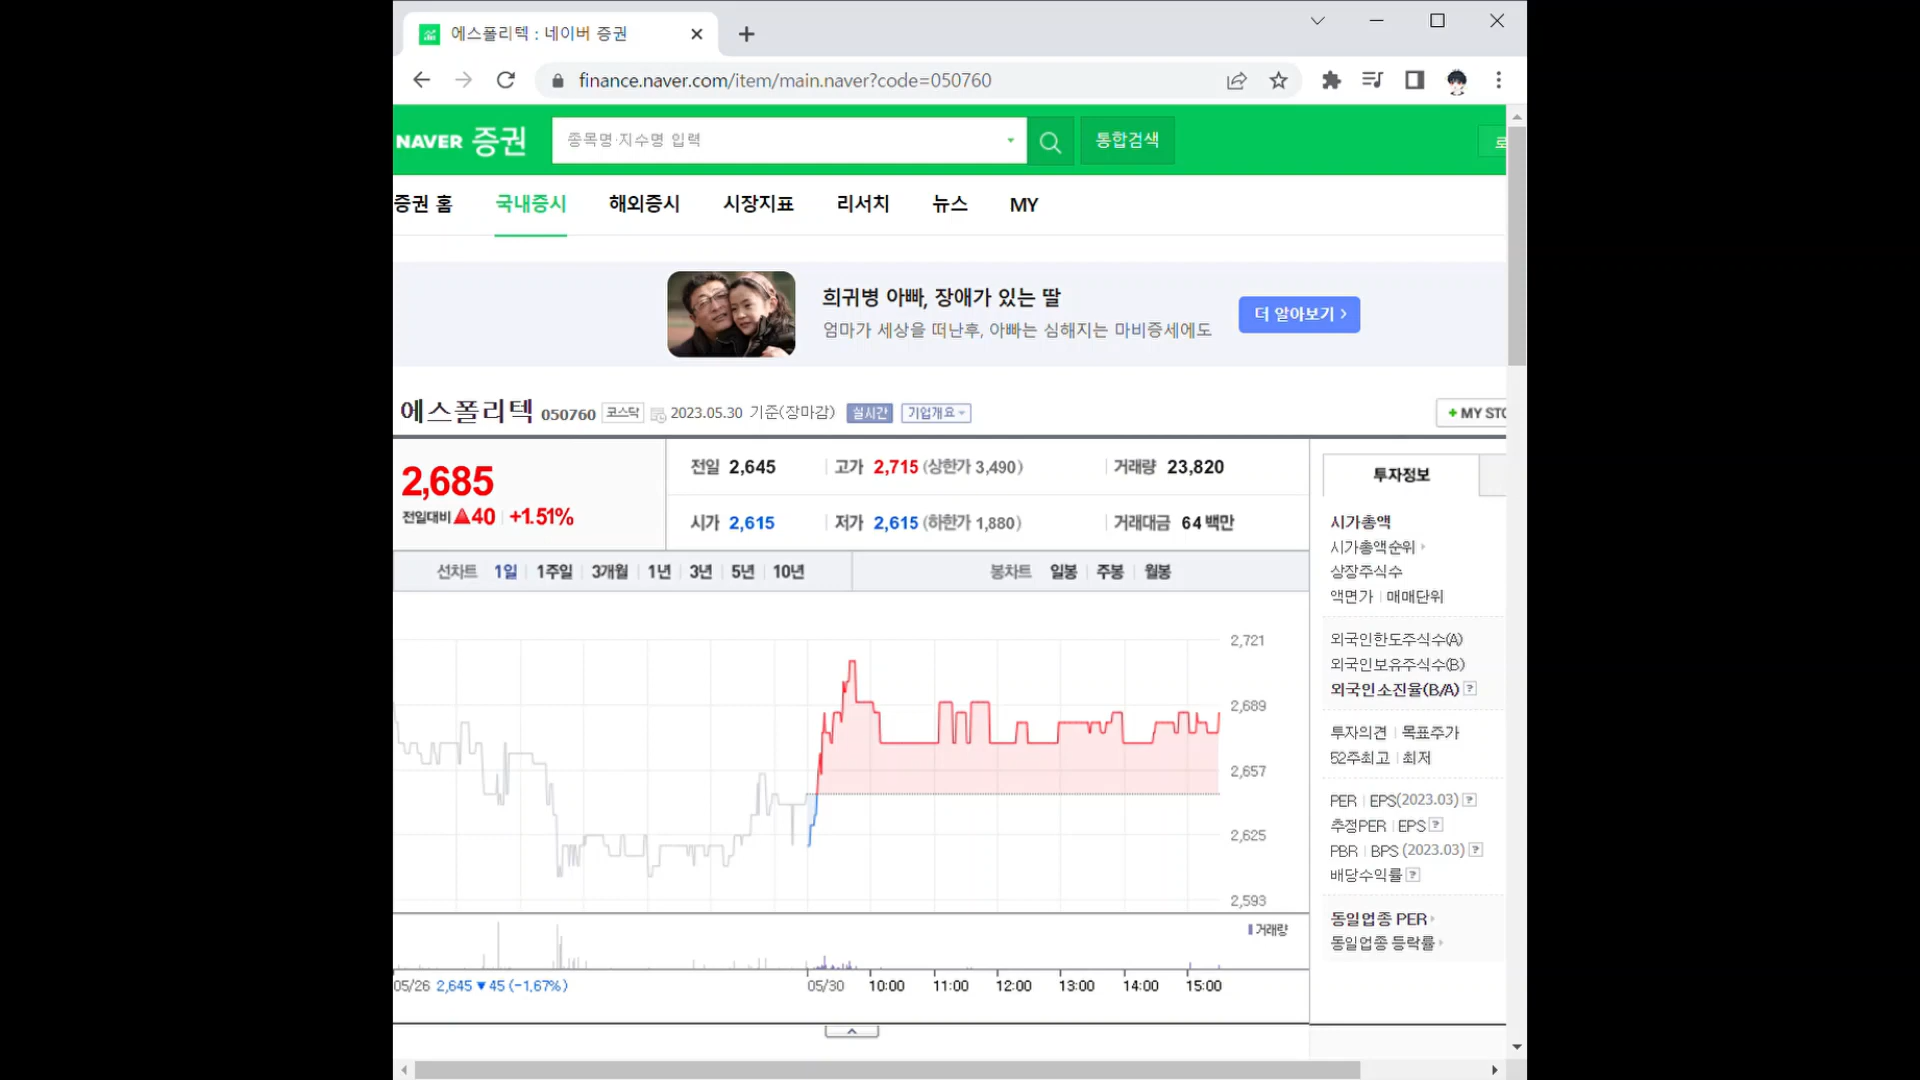 에스폴리텍 : 네이버 증권
finance.naver.com/item/main.naver?code=050760
NAVER 증권 종목명·지수명 입력 통합검색
증권 홈 국내증시 해외증시 시장지표 리서치 뉴스 MY
희귀병 아빠, 장애가 있는 딸
엄마가 세상을 떠난후, 아빠는 심해지는 마비증세에도
더 알아보기 >
에스폴리텍 050760 코스닥 2023.05.30 기준(장마감) 실시간 기업개요 + MY STO
2,685
전일대비 ▲40 +1.51%
전일 2,645 고가 2,715 (상한가 3,490) 거래량 23,820
시가 2,615 저가 2,615 (하한가 1,880) 거래대금 64 백만
선차트 1일 1주일 3개월 1년 3년 5년 10년 봉차트 일봉 주봉 월봉
2,721
2,689
2,657
2,625
2,593
거래량
05/26 2,645 ▼ 45 (-1,67%) 05/30 10:00 11:00 12:00 13:00 14:00 15:00
투자정보
시가총액
시가총액순위
상장주식수
액면가 | 매매단위
외국인한도주식수(A)
외국인보유주식수(B)
외국인소진율(B/A) ?
투자의견 | 목표주가
52주최고 | 최저
PER | EPS(2023.03) ?
추정PER | EPS ?
PBR | BPS (2023.03) ?
배당수익률 ?
동일업종 PER
동일업종 등락률